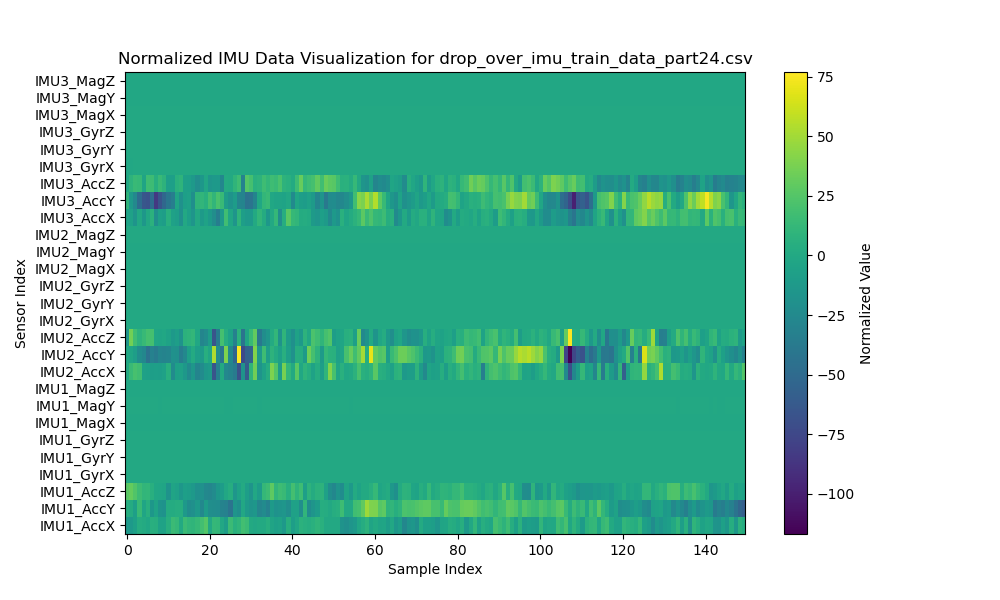 Normalized IMU Data Visualization for drop_over_imu_train_data_part24.csv
IMU3_MagZ
IMU3_MagY
IMU3_MagX
IMU3_GyrZ
IMU3_GyrY
IMU3_GyrX
IMU3_AccZ
IMU3_AccY
IMU3_AccX
IMU2_MagZ
IMU2_MagY
IMU2_MagX
IMU2_GyrZ
IMU2_GyrY
IMU2_GyrX
IMU2_AccZ
IMU2_AccY
IMU2_AccX
IMU1_MagZ
IMU1_MagY
IMU1_MagX
IMU1_GyrZ
IMU1_GyrY
IMU1_GyrX
IMU1_AccZ
IMU1_AccY
IMU1_AccX
Sensor Index
0 20 40 60 80 100 120 140
Sample Index
75
50
25
0
−25
−50
−75
−100
Normalized Value